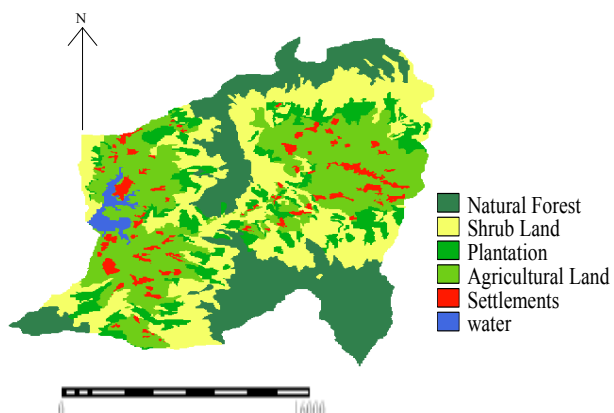 N
Natural Forest
Shrub Land
Plantation
Agricultural Land
Settlements
water
0 16000